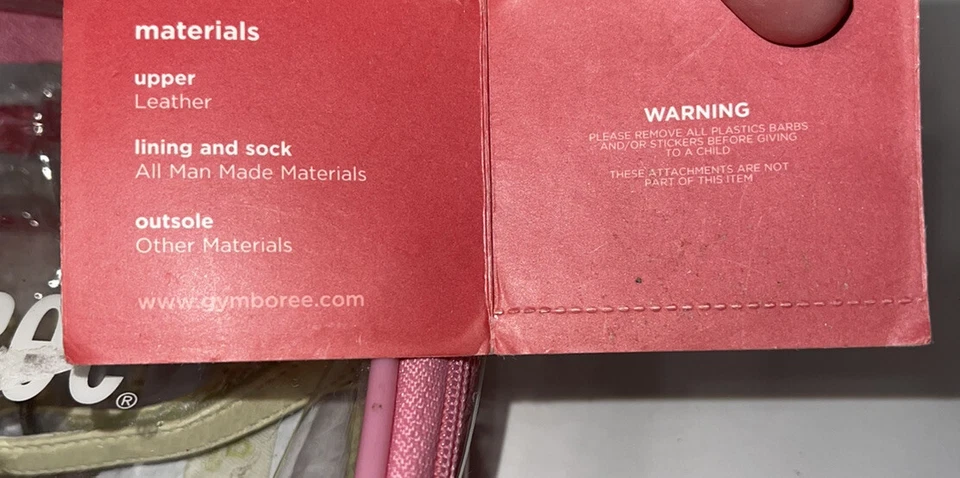 materials
upper
Leather
lining and sock
All Man Made Materials
outsole
Other Materials
www.gymboree.com
WARNING
PLEASE REMOVE ALL PLASTICS BARBS
AND/OR STICKERS BEFORE GIVING
TO A CHILD
THESE ATTACHMENTS ARE NOT
PART OF THIS ITEM
®